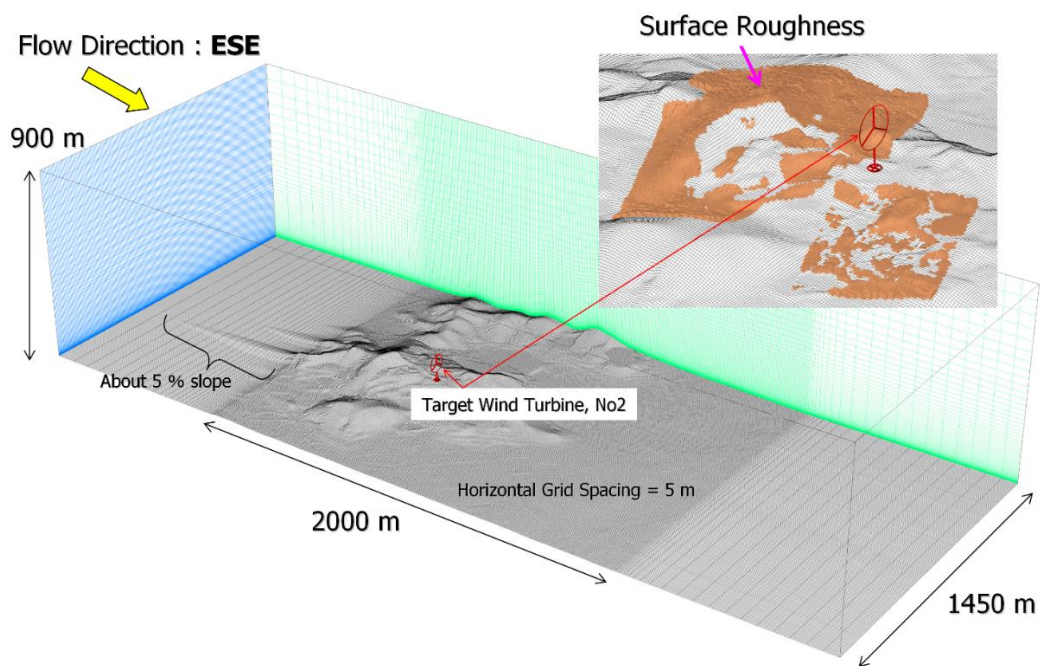 Flow Direction : ESE
Surface Roughness
900 m
About 5 % slope
Target Wind Turbine, No2
Horizontal Grid Spacing = 5 m
2000 m
1450 m